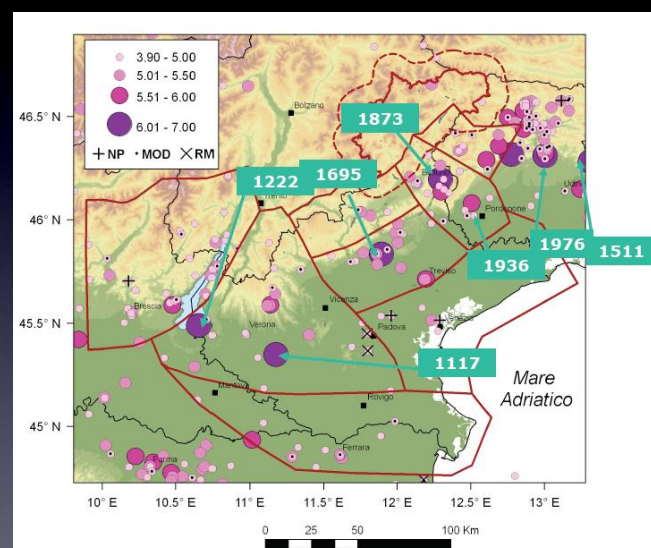 3.90 - 5.00
5.01 - 5.50
5.51 - 6.00
6.01 - 7.00
NP
MOD
RM
46.5° N
46° N
45.5° N
45° N
Bolzano
1873
1222
1695
Trento
Udine
Pordenone
1976
1511
1936
Treviso
Brescia
Vicenza
Verona
Padova
Venezia
1117
Mare
Adriatico
Mantova
Rovigo
Parma
Ferrara
10° E
10.5° E
11° E
11.5° E
12° E
12.5° E
13° E
0
25
50
100 Km